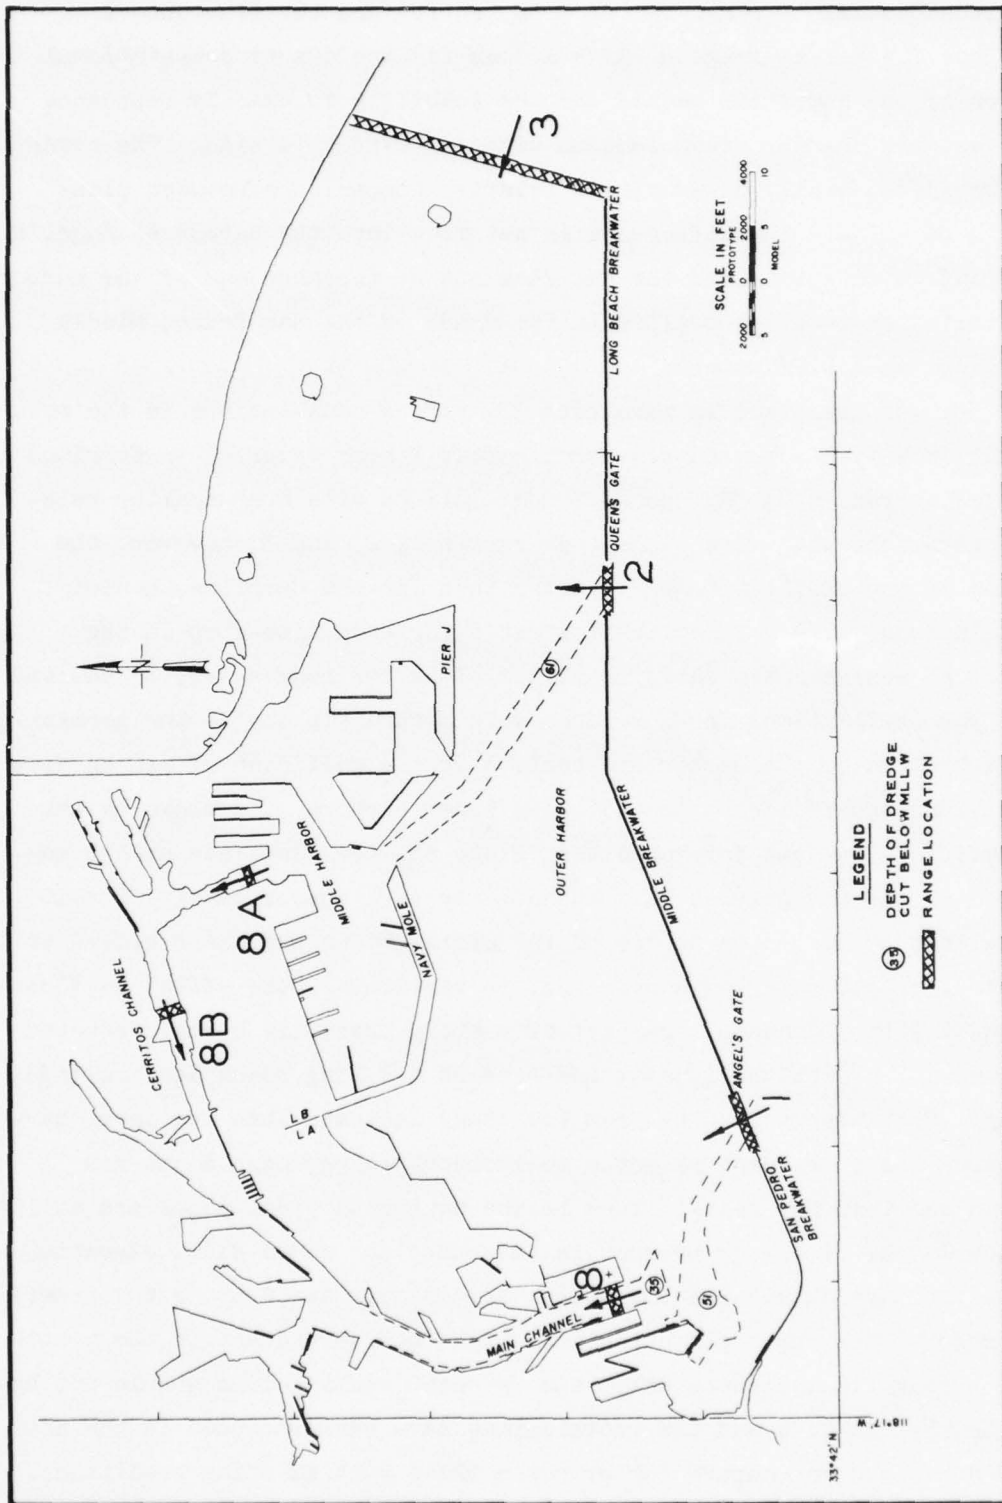 -N-
3
SCALE IN FEET
PROTOTYPE
2000 0 2000 4000
5 0 5 10
MODEL
LONG BEACH BREAKWATER
QUEEN'S GATE
2
61
PIER J
OUTER HARBOR
MIDDLE BREAKWATER
MIDDLE HARBOR
NAVY MOLE
8A
CERRITOS CHANNEL
8B
LB
LA
ANGEL'S GATE
1
SAN PEDRO
BREAKWATER
8
35
51
MAIN CHANNEL
118°17' W
33°42' N
LEGEND
35 DEPTH OF DREDGE
CUT BELOW MLLW
RANGE LOCATION